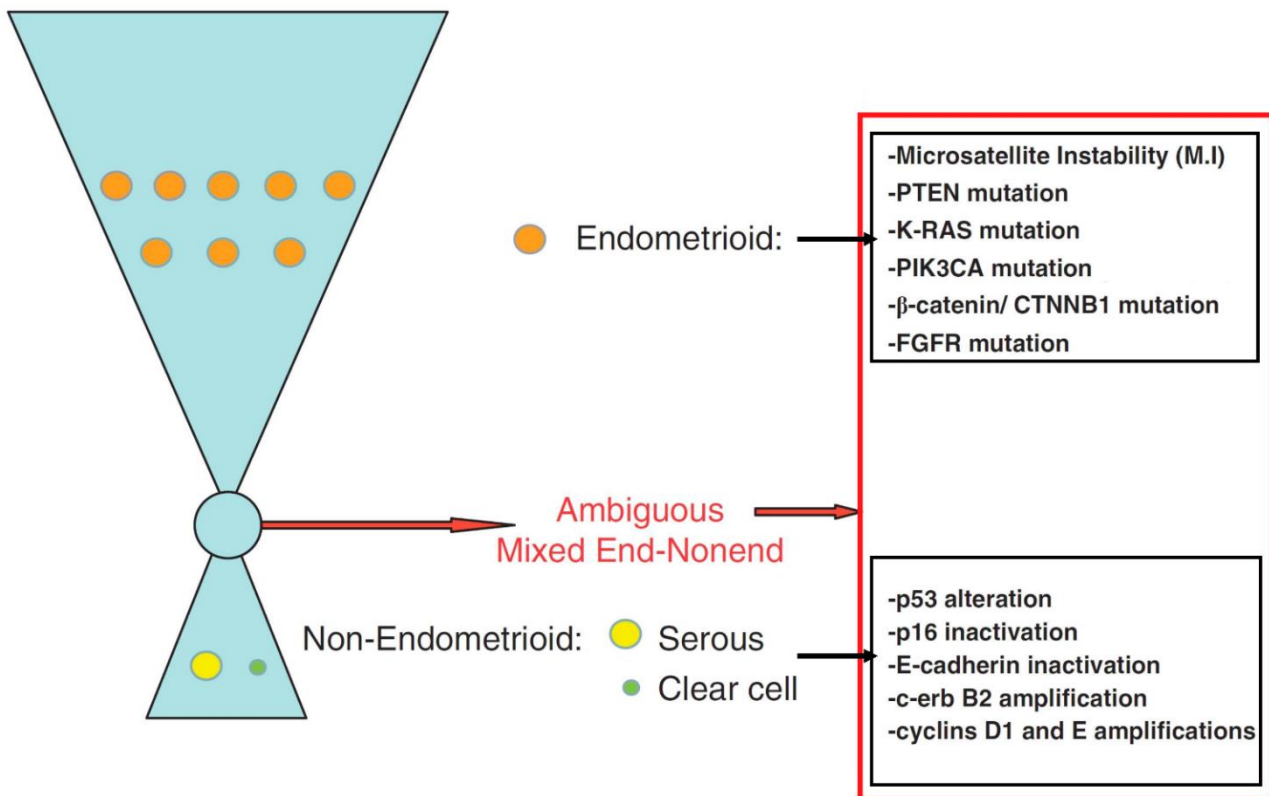 -Microsatellite Instability (M.I)
-PTEN mutation
-K-RAS mutation
-PIK3CA mutation
-β-catenin/ CTNNB1 mutation
-FGFR mutation
Endometrioid:
Ambiguous
Mixed End-Nonend
Non-Endometrioid:
Serous
Clear cell
-p53 alteration
-p16 inactivation
-E-cadherin inactivation
-c-erb B2 amplification
-cyclins D1 and E amplifications